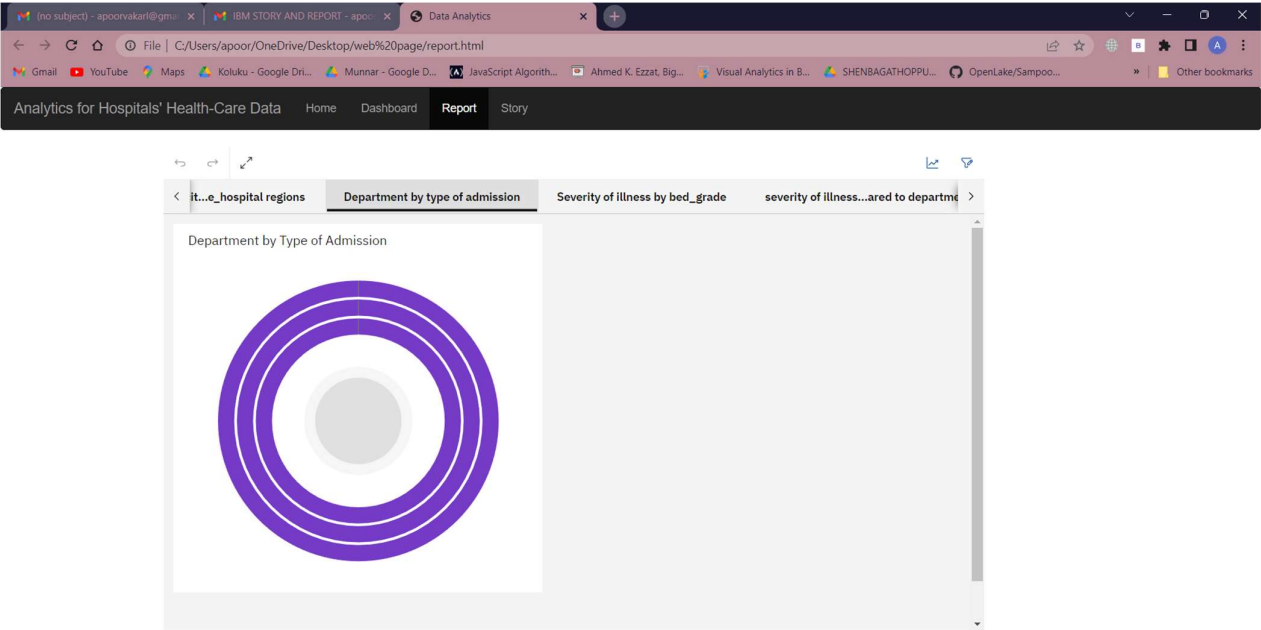 (no subject) - apoorvakarl@gma
IBM STORY AND REPORT - apoo
Data Analytics
File | C:/Users/apoor/OneDrive/Desktop/web%20page/report.html
A
Gmail YouTube Maps Koluku - Google Dri... Munnar - Google D... JavaScript Algorith... Ahmed K. Ezzat, Big... Visual Analytics in B... SHENBAGATHOPPU... OpenLake/Sampoo... » Other bookmarks
Analytics for Hospitals' Health-Care Data Home Dashboard Report Story
it...e_hospital regions Department by type of admission Severity of illness by bed_grade severity of illness...ared to departme
Department by Type of Admission